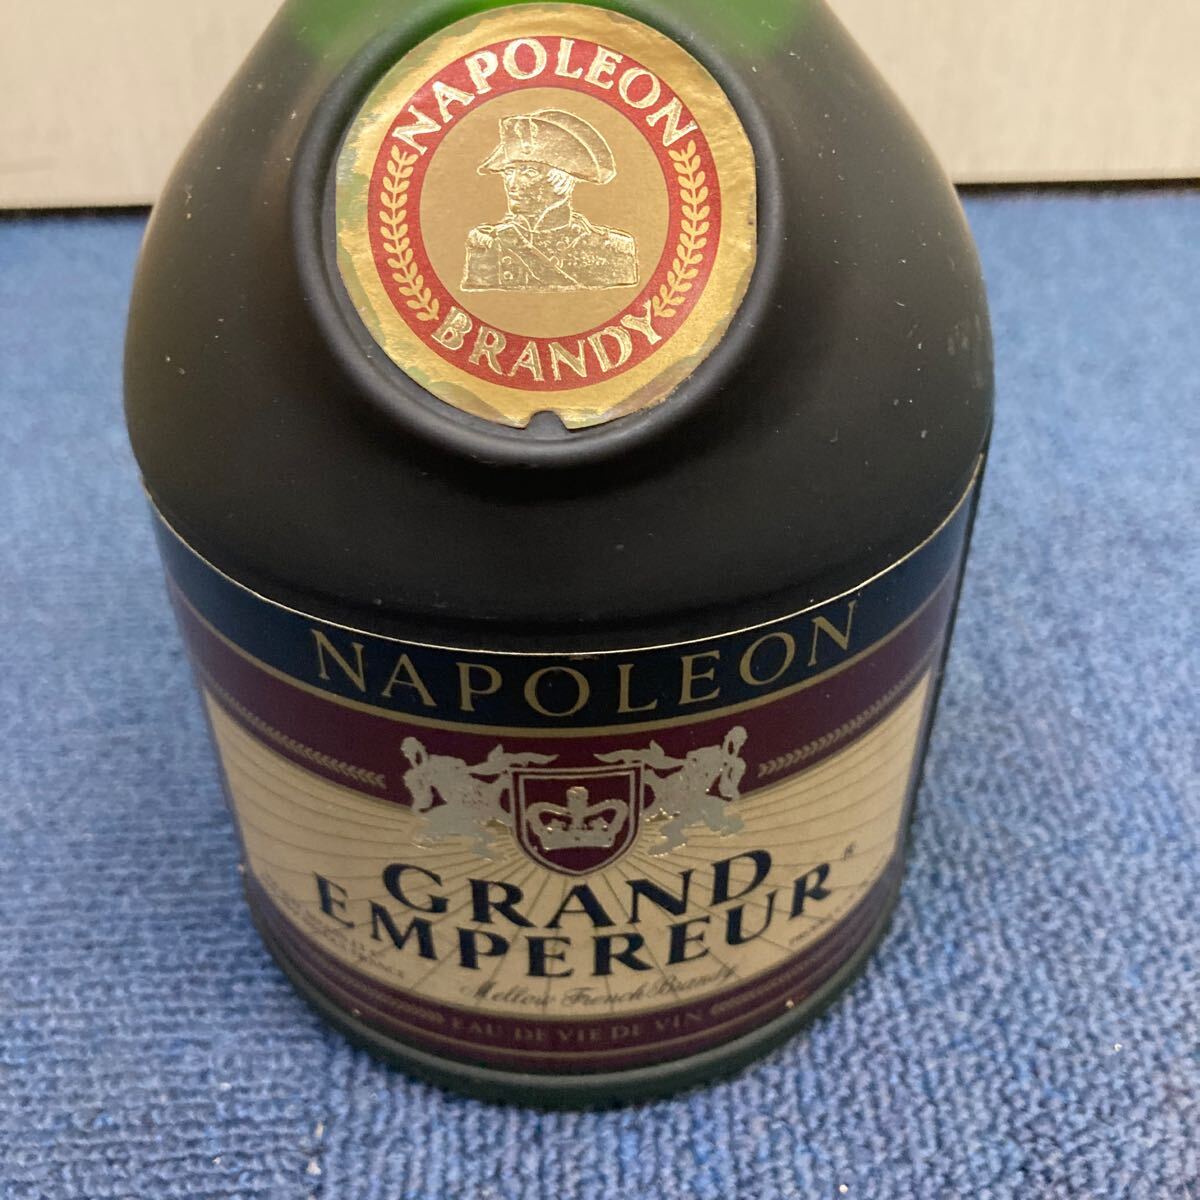 NAPOLEON
BRANDY
NAPOLEON
GRAND
EMPEREUR®
Mellow French Brandy
EAU DE VIE DE VIN